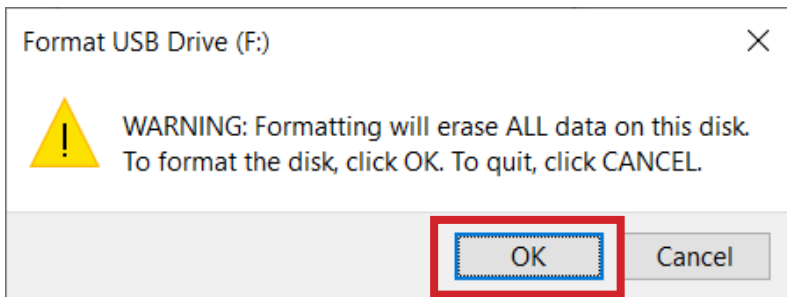 Format USB Drive (F:)
WARNING: Formatting will erase ALL data on this disk.
To format the disk, click OK. To quit, click CANCEL.
OK Cancel